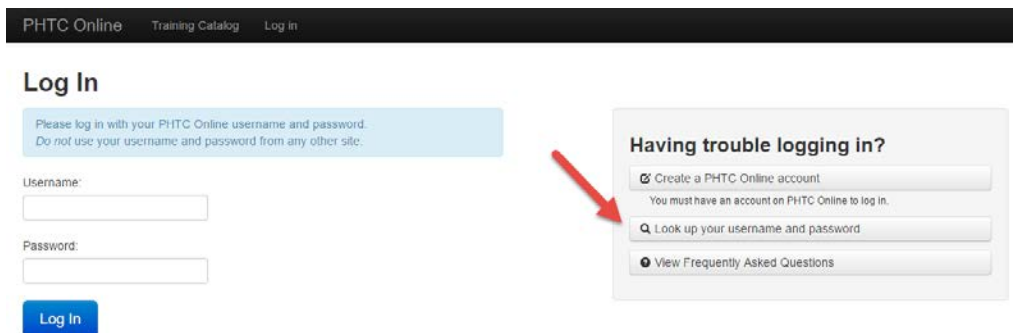 PHTC Online Training Catalog Log in
Log In
Please log in with your PHTC Online username and password.
Do not use your username and password from any other site.
Username:
Password:
Log In
Having trouble logging in?
Create a PHTC Online account
You must have an account on PHTC Online to log in.
Look up your username and password
View Frequently Asked Questions